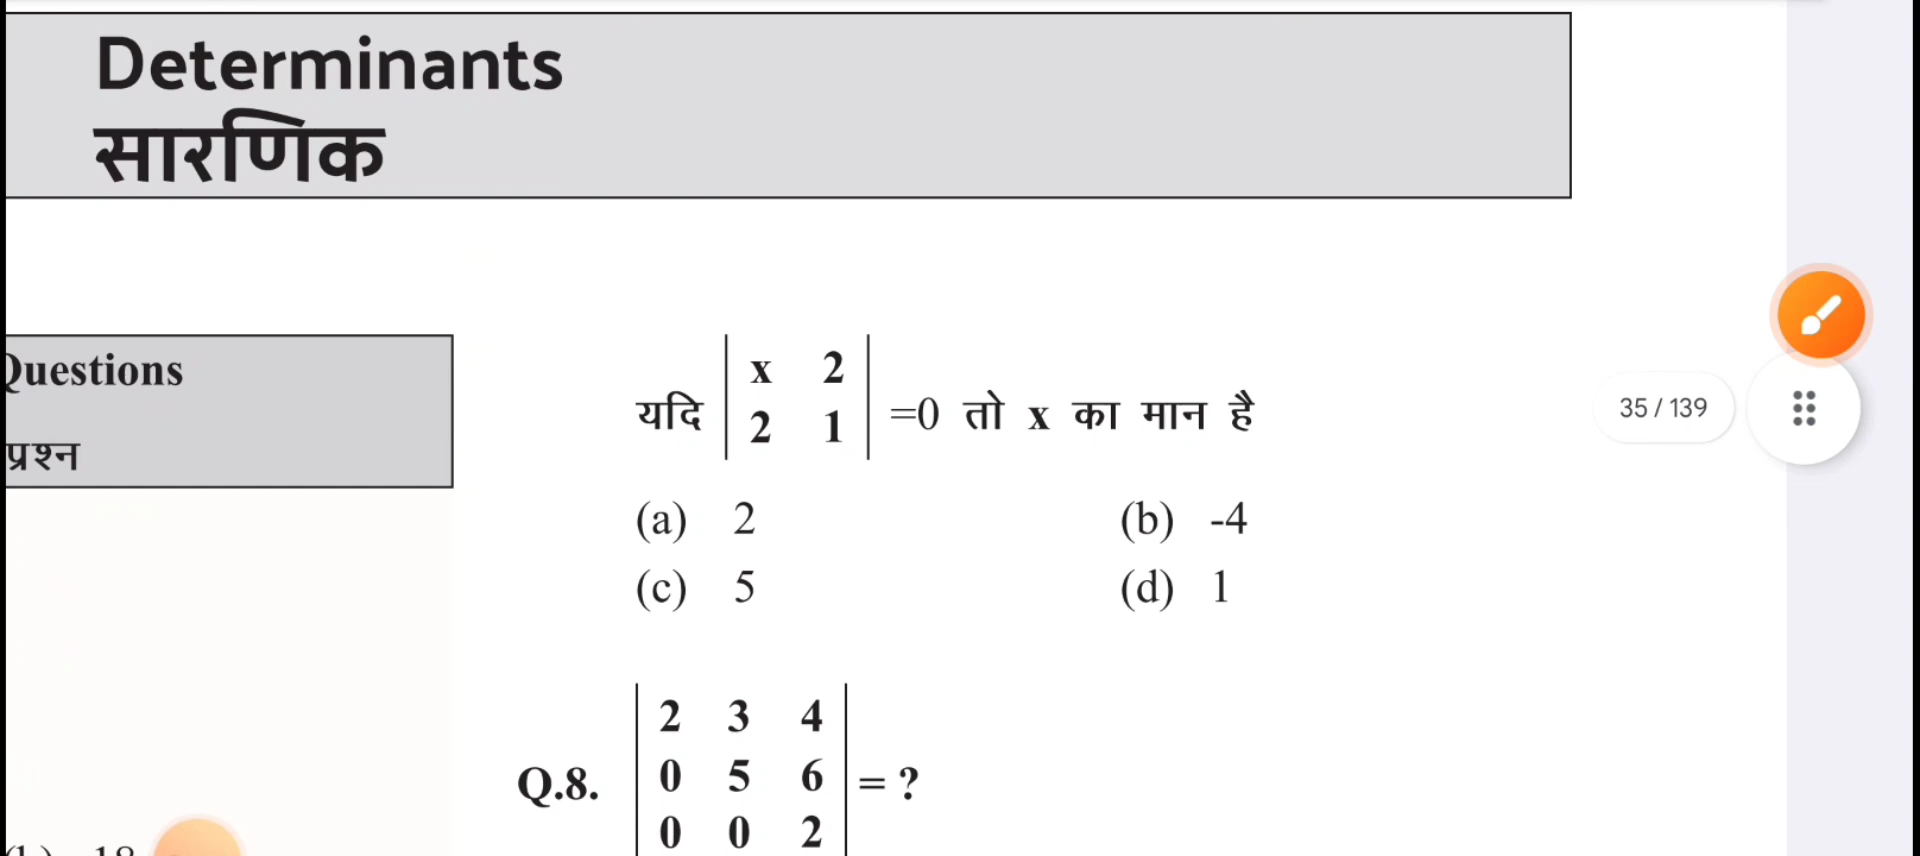 Determinants
सारणिक
Questions
प्रश्न
यदि | x 2 | =0 तो x का मान है
| 2 1 |
(a) 2 (b) -4
(c) 5 (d) 1
35 / 139
Q.8. | 2 3 4 |
| 0 5 6 | = ?
| 0 0 2 |